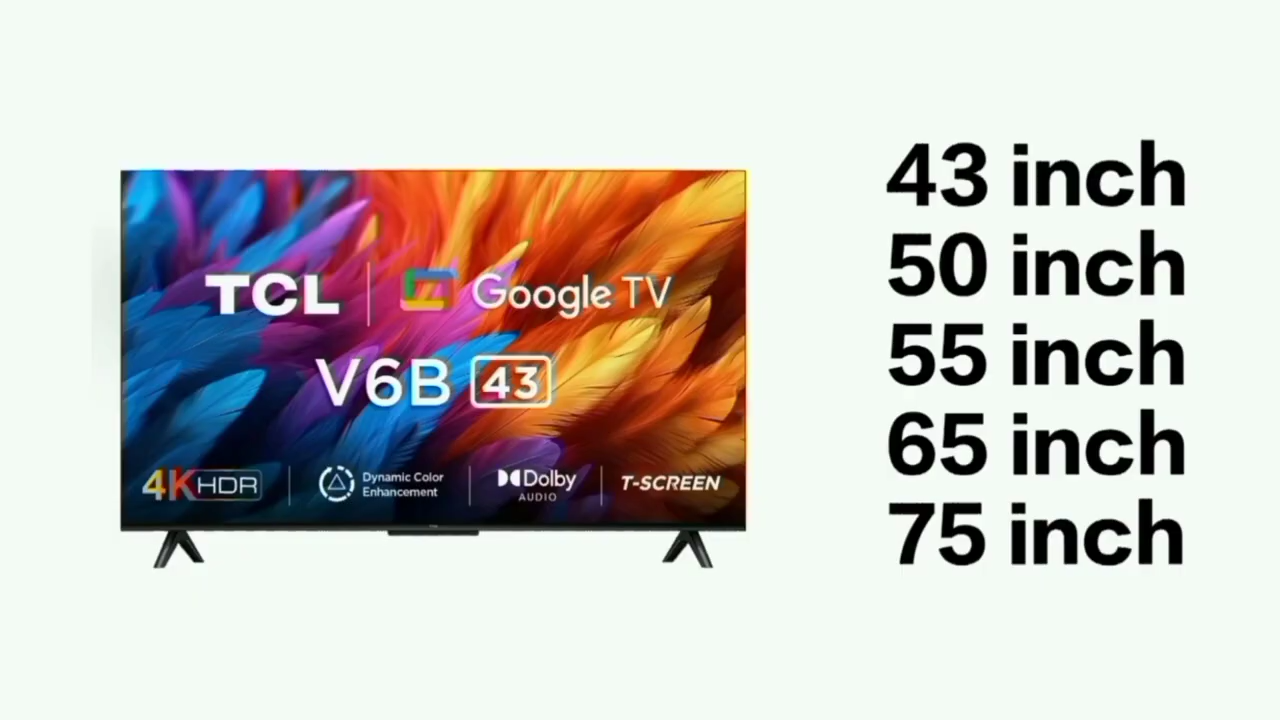 TCL | Google TV
V6B 43
4K HDR
Dynamic Color
Enhancement
Dolby
AUDIO
T-SCREEN
43 inch
50 inch
55 inch
65 inch
75 inch